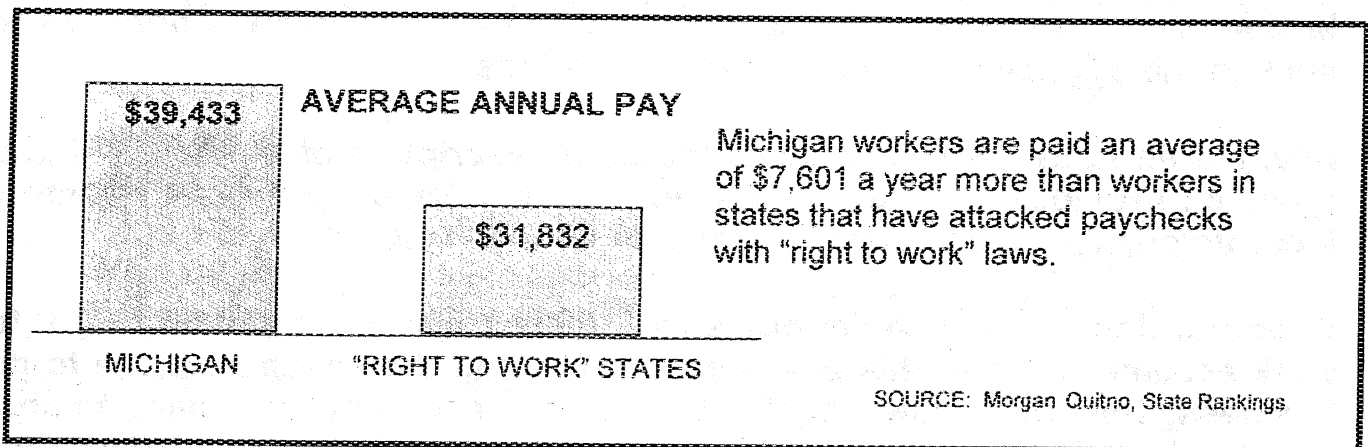 $39,433
AVERAGE ANNUAL PAY
$31,832
Michigan workers are paid an average
of $7,601 a year more than workers in
states that have attacked paychecks
with “right to work” laws.
MICHIGAN
“RIGHT TO WORK” STATES
SOURCE: Morgan Quitno, State Rankings